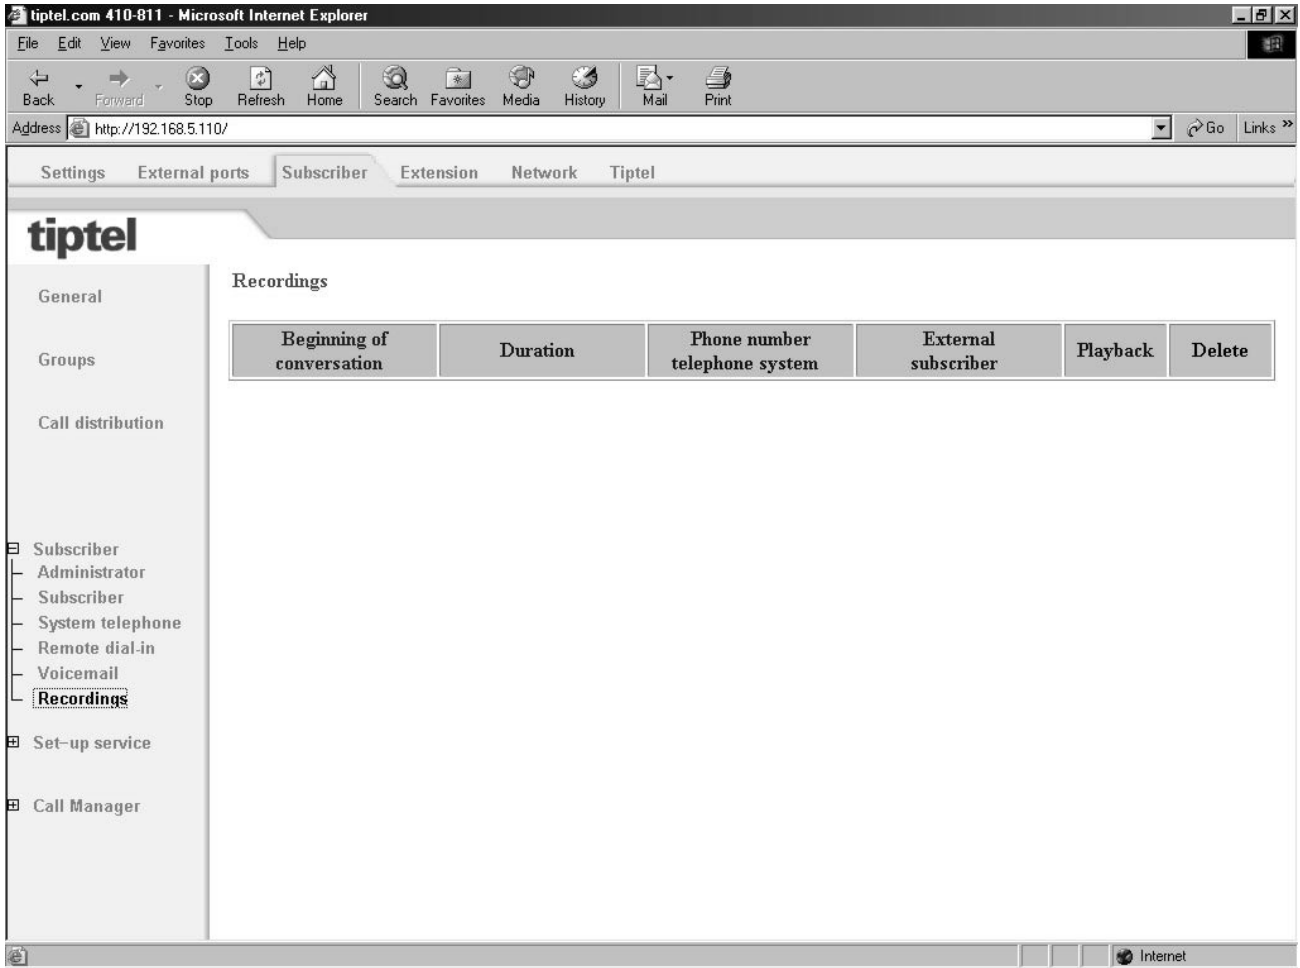 tiptel.com 410-811 - Microsoft Internet Explorer
File Edit View Favorites Tools Help
Back Forward Stop Refresh Home Search Favorites Media History Mail Print
Address http://192.168.5.110/ Go Links »
Settings External ports Subscriber Extension Network Tiptel
tiptel
General
Groups
Call distribution
Subscriber
Administrator
Subscriber
System telephone
Remote dial-in
Voicemail
Recordings
Set-up service
Call Manager
Recordings
Beginning of
conversation
Duration
Phone number
telephone system
External
subscriber
Playback
Delete
Internet